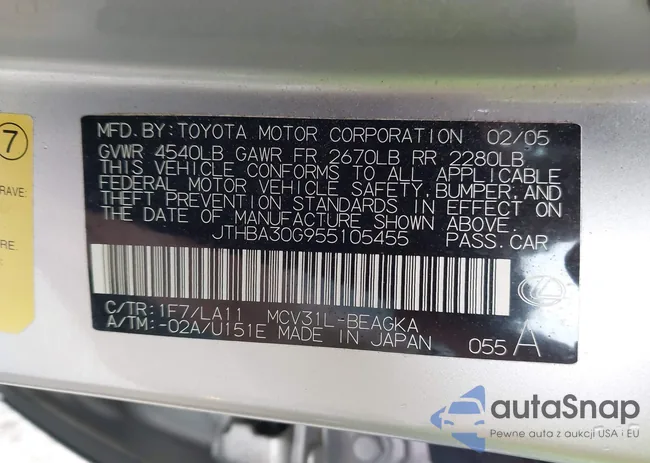 7
RAVE:
MFD. BY: TOYOTA MOTOR CORPORATION 02/05
GVWR 4540LB GAWR FR 2670LB RR 2280LB
THIS VEHICLE CONFORMS TO ALL APPLICABLE
FEDERAL MOTOR VEHICLE SAFETY, BUMPER, AND
THEFT PREVENTION STANDARDS IN EFFECT ON
THE DATE OF MANUFACTURE SHOWN ABOVE.
JTHBA30G955105455 PASS. CAR
C/TR: 1F7/LA11 MCV31L-BEAGKA
A/TM: -02A/U151E MADE IN JAPAN 055 A
autaSnap
Pewne auta z aukcji USA i EU